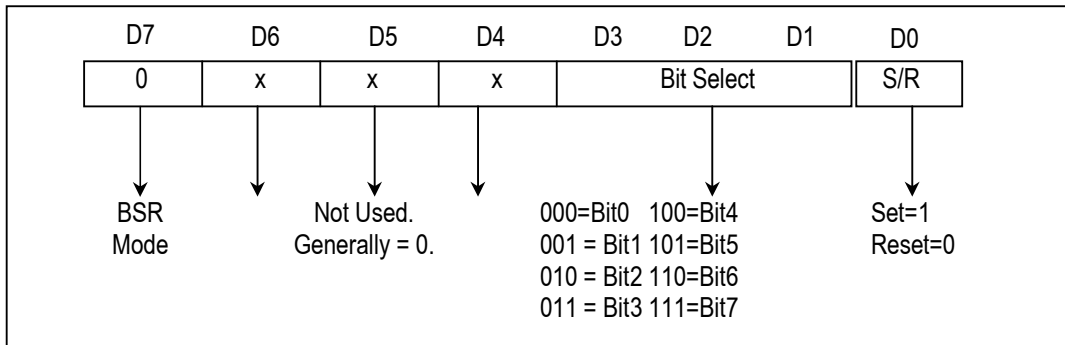 D7 D6 D5 D4 D3 D2 D1 D0
0 x x x Bit Select S/R
BSR Not Used. 000=Bit0 100=Bit4 Set=1
Mode Generally = 0. 001 = Bit1 101=Bit5 Reset=0
010 = Bit2 110=Bit6
011 = Bit3 111=Bit7